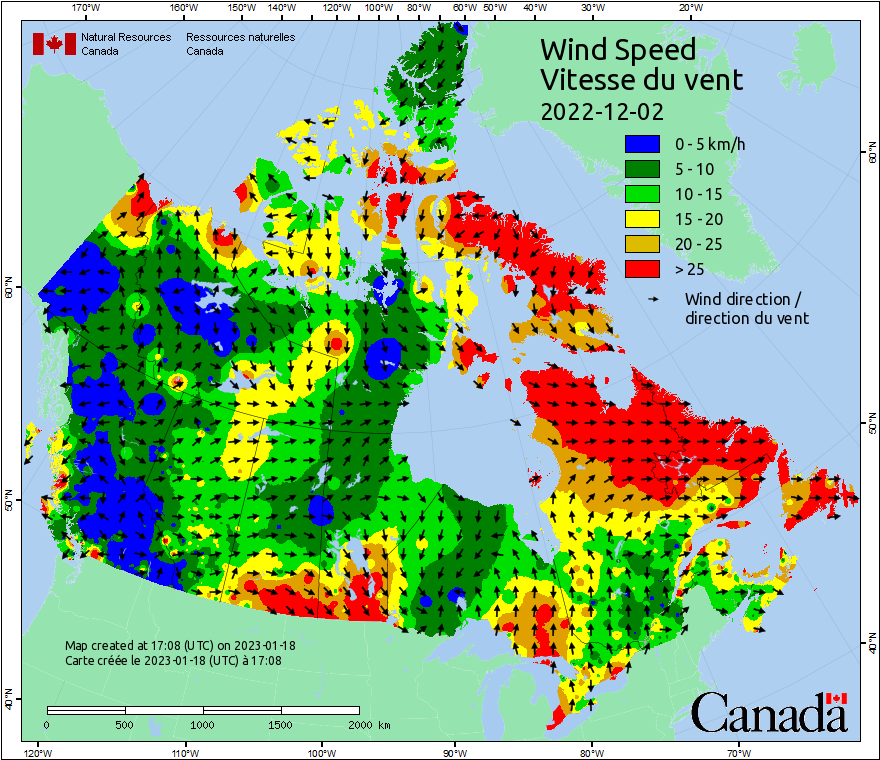 170°W 160°W 150°W 140°W 120°W 100°W 80°W 60°W 50°W 40°W 30°W 20°W
Natural Resources Ressources naturelles
Canada Canada
Wind Speed
Vitesse du vent
2022-12-02
0 - 5 km/h
5 - 10
10 - 15
15 - 20
20 - 25
> 25
Wind direction /
direction du vent
60°N
60°N
50°N
50°N
40°N
40°N
Map created at 17:08 (UTC) on 2023-01-18
Carte créée le 2023-01-18 (UTC) à 17:08
0 500 1000 1500 2000 km
Canada
120°W 110°W 100°W 90°W 80°W 70°W